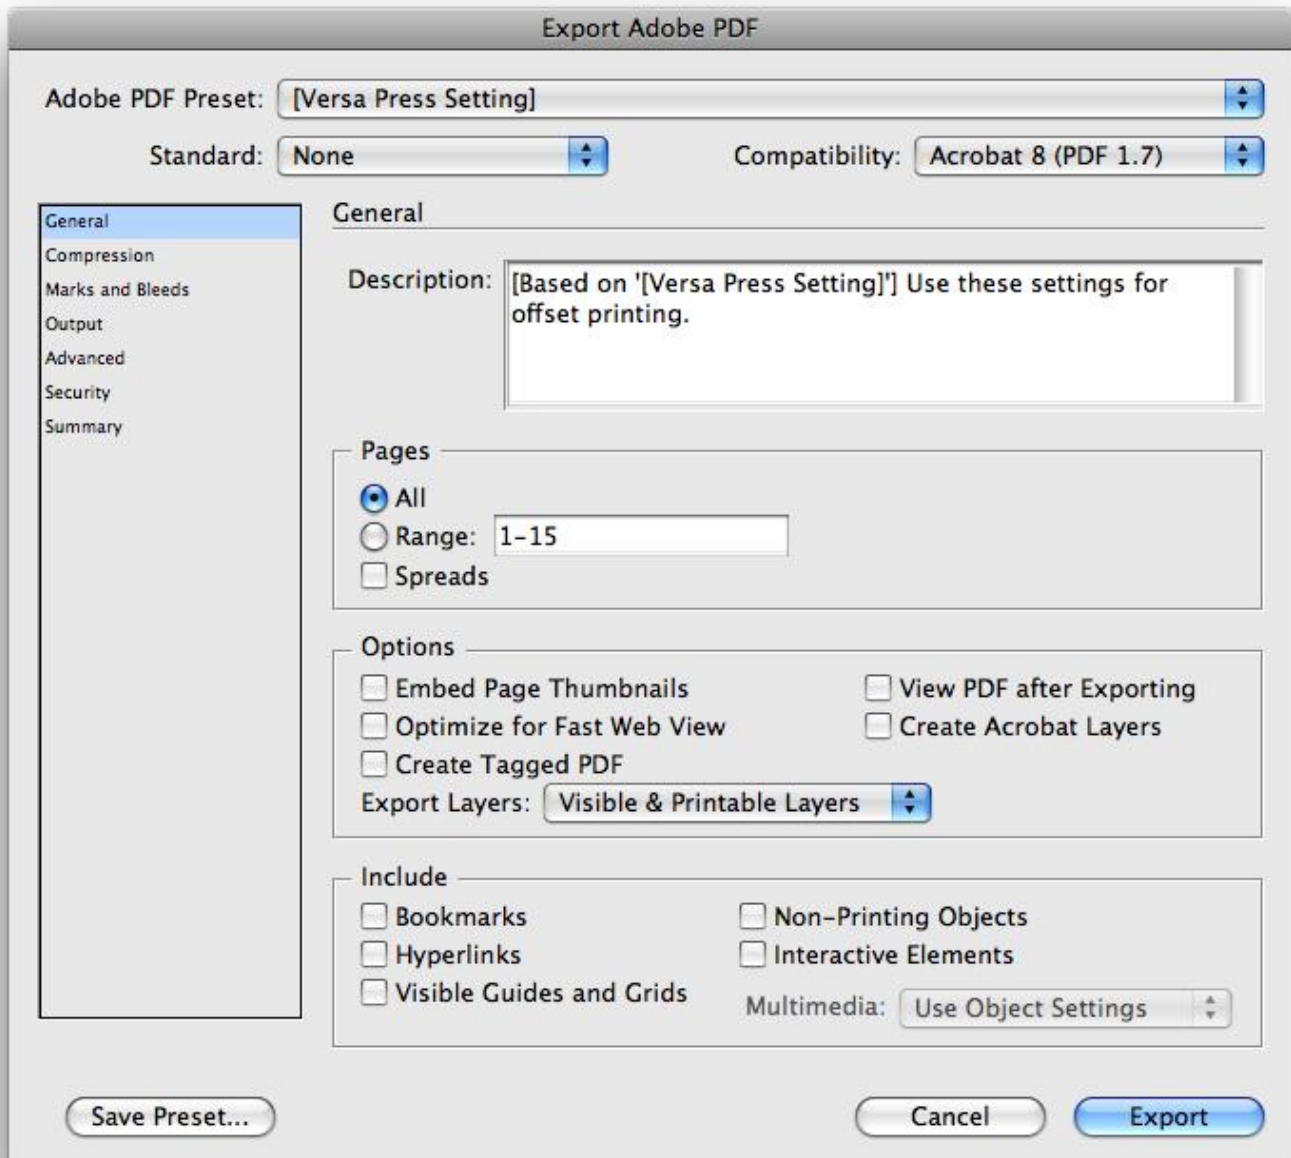 Export Adobe PDF
Adobe PDF Preset: [Versa Press Setting]
Standard: None Compatibility: Acrobat 8 (PDF 1.7)
General
Compression
Marks and Bleeds
Output
Advanced
Security
Summary
General
Description: [Based on '[Versa Press Setting]'] Use these settings for
offset printing.
Pages
All
Range: 1-15
Spreads
Options
Embed Page Thumbnails View PDF after Exporting
Optimize for Fast Web View Create Acrobat Layers
Create Tagged PDF
Export Layers: Visible & Printable Layers
Include
Bookmarks Non-Printing Objects
Hyperlinks Interactive Elements
Visible Guides and Grids
Multimedia: Use Object Settings
Save Preset... Cancel Export